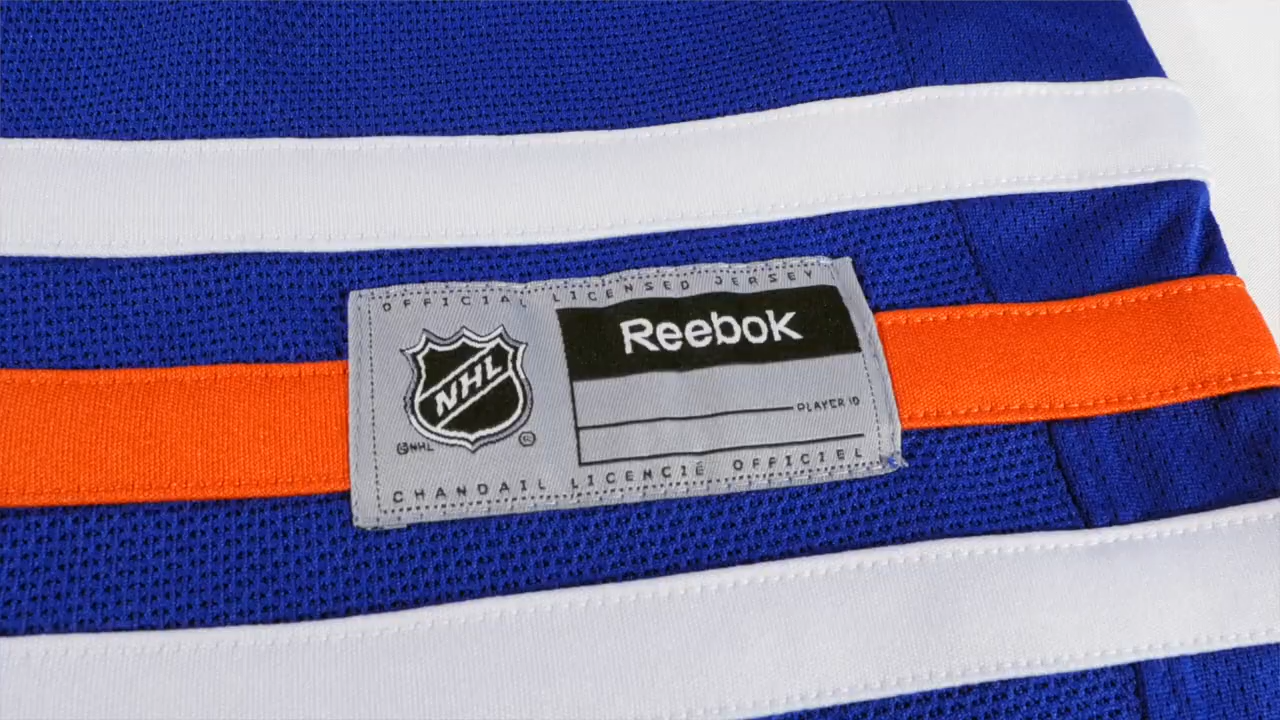 OFFICIAL LICENSED JERSEY
Reebok
NHL
PLAYER ID
©NHL ®
CHANDAIL LICENCIÉ OFFICIEL